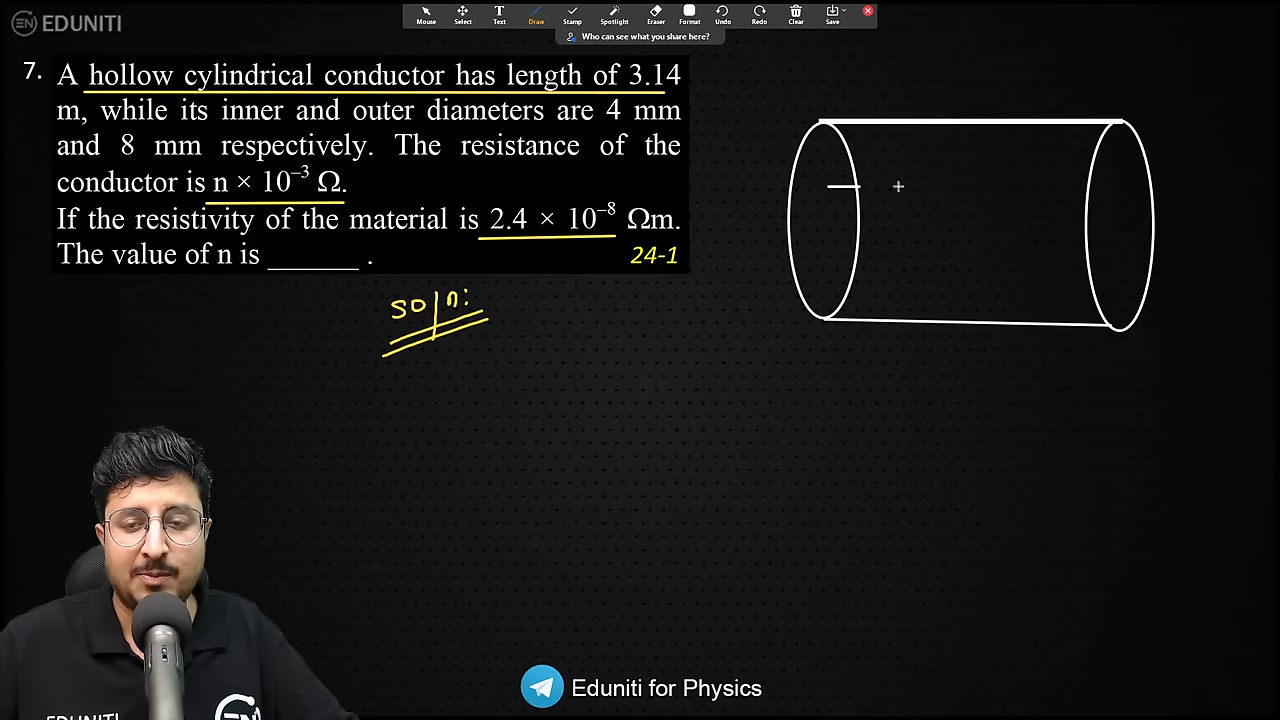 EDUNITI
Mouse Select Text Draw Stamp Spotlight Eraser Format Undo Redo Clear Save
Who can see what you share here?
7. A hollow cylindrical conductor has length of 3.14
m, while its inner and outer diameters are 4 mm
and 8 mm respectively. The resistance of the
conductor is n × 10⁻³ Ω.
If the resistivity of the material is 2.4 × 10⁻⁸ Ωm.
The value of n is ______ .
24-1
soln:
EDUNITI
Eduniti for Physics